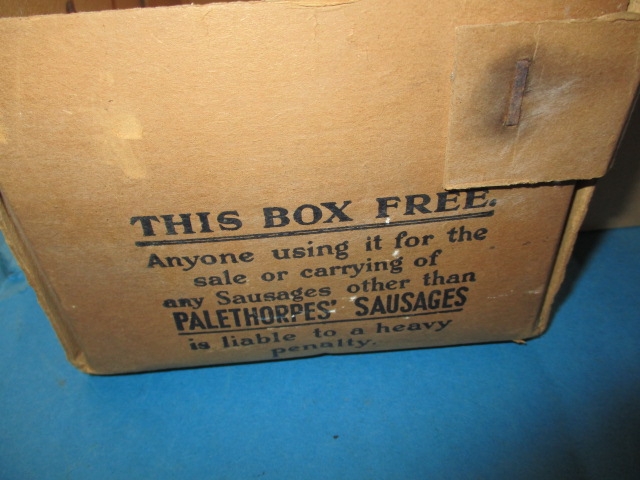 THIS BOX FREE.
Anyone using it for the
sale or carrying of
any Sausages other than
PALETHORPES' SAUSAGES
is liable to a heavy
penalty.